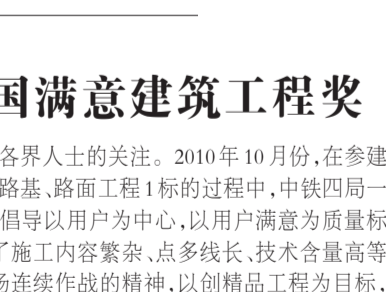 国满意建筑工程奖
各界人士的关注。2010年10月份，在参建
路基、路面工程1标的过程中，中铁四局一
倡导以用户为中心，以用户满意为质量标
了施工内容繁杂、点多线长、技术含量高等
场连续作战的精神，以创精品工程为目标，